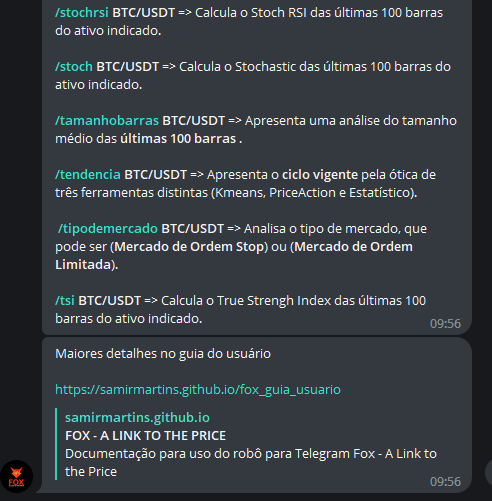 /stochrsi BTC/USDT => Calcula o Stoch RSI das últimas 100 barras
do ativo indicado.
/stoch BTC/USDT => Calcula o Stochastic das últimas 100 barras do
ativo indicado.
/tamanhobarras BTC/USDT => Apresenta uma análise do tamanho
médio das últimas 100 barras .
/tendencia BTC/USDT => Apresenta o ciclo vigente pela ótica de
três ferramentas distintas (Kmeans, PriceAction e Estatístico).
/tipodemercado BTC/USDT => Analisa o tipo de mercado, que
pode ser (Mercado de Ordem Stop) ou (Mercado de Ordem
Limitada).
/tsi BTC/USDT => Calcula o True Strengh Index das últimas 100
barras do ativo indicado.
09:56
Maiores detalhes no guia do usuário
https://samirmartins.github.io/fox_guia_usuario
samirmartins.github.io
FOX - A LINK TO THE PRICE
Documentação para uso do robô para Telegram Fox - A Link to
the Price
09:56
FOX